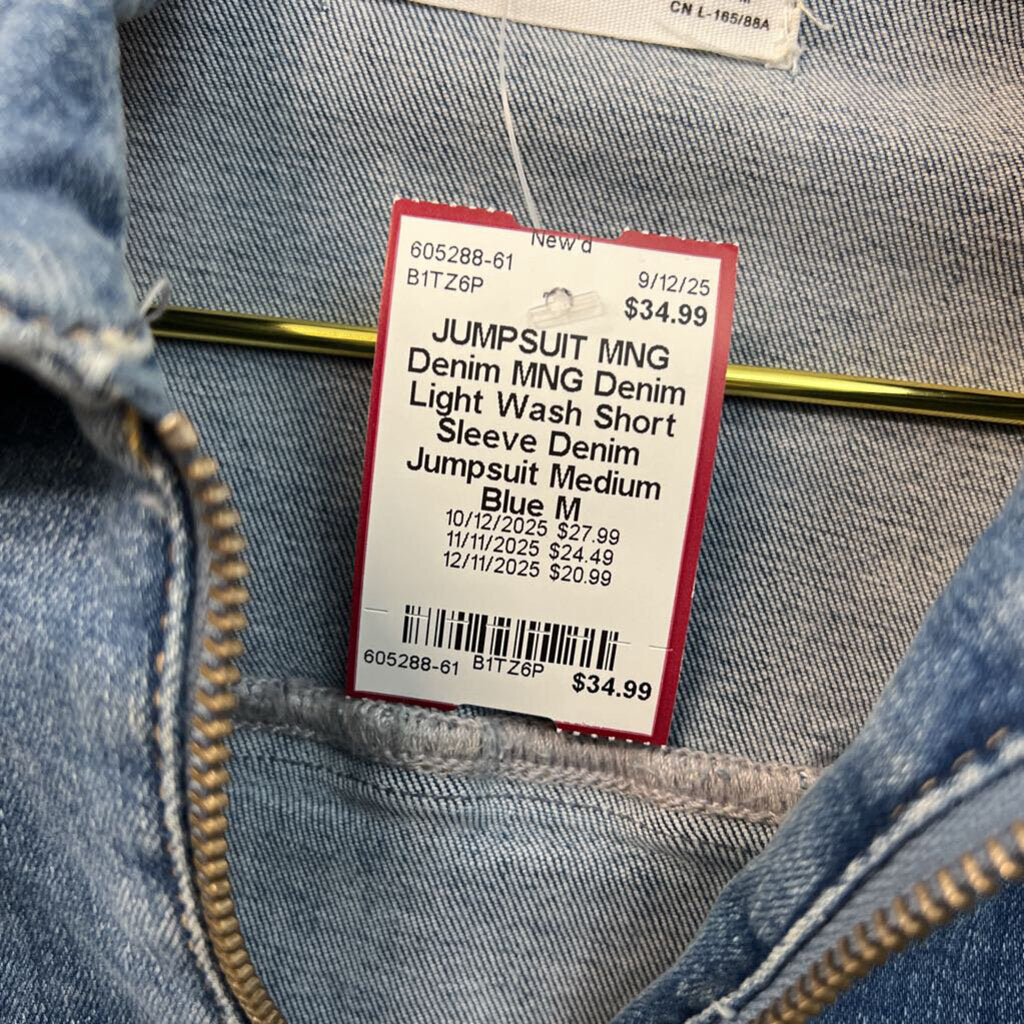 CN L-165/88A
New'd
605288-61
9/12/25
B1TZ6P
$34.99
JUMPSUIT MNG
Denim MNG Denim
Light Wash Short
Sleeve Denim
Jumpsuit Medium
Blue M
10/12/2025 $27.99
11/11/2025 $24.49
12/11/2025 $20.99
605288-61 B1TZ6P
$34.99